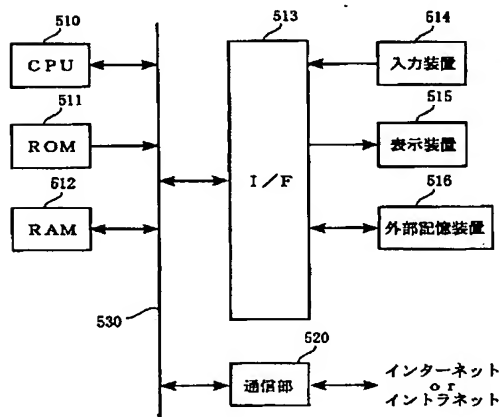 510
CPU
511
ROM
512
RAM
530
513
I/F
514
入力装置
515
表示装置
516
外部記憶装置
520
通信部
インターネット
or
イントラネット